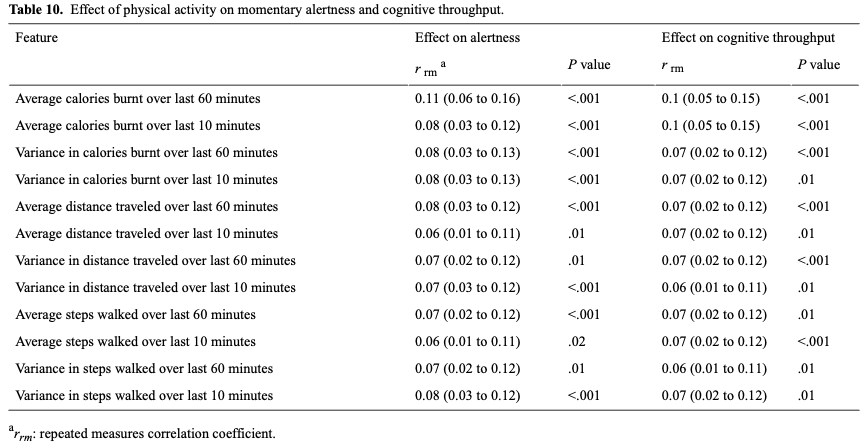 Table 10. Effect of physical activity on momentary alertness and cognitive throughput.
Feature Effect on alertness Effect on cognitive throughput
r rm a P value r rm P value
Average calories burnt over last 60 minutes 0.11 (0.06 to 0.16) <.001 0.1 (0.05 to 0.15) <.001
Average calories burnt over last 10 minutes 0.08 (0.03 to 0.12) <.001 0.1 (0.05 to 0.15) <.001
Variance in calories burnt over last 60 minutes 0.08 (0.03 to 0.13) <.001 0.07 (0.02 to 0.12) <.001
Variance in calories burnt over last 10 minutes 0.08 (0.03 to 0.13) <.001 0.07 (0.02 to 0.12) .01
Average distance traveled over last 60 minutes 0.08 (0.03 to 0.12) <.001 0.07 (0.02 to 0.12) <.001
Average distance traveled over last 10 minutes 0.06 (0.01 to 0.11) .01 0.07 (0.02 to 0.12) .01
Variance in distance traveled over last 60 minutes 0.07 (0.02 to 0.12) .01 0.07 (0.02 to 0.12) <.001
Variance in distance traveled over last 10 minutes 0.07 (0.03 to 0.12) <.001 0.06 (0.01 to 0.11) .01
Average steps walked over last 60 minutes 0.07 (0.02 to 0.12) <.001 0.07 (0.02 to 0.12) .01
Average steps walked over last 10 minutes 0.06 (0.01 to 0.11) .02 0.07 (0.02 to 0.12) <.001
Variance in steps walked over last 60 minutes 0.07 (0.02 to 0.12) .01 0.06 (0.01 to 0.11) .01
Variance in steps walked over last 10 minutes 0.08 (0.03 to 0.12) <.001 0.07 (0.02 to 0.12) .01
a rrm: repeated measures correlation coefficient.